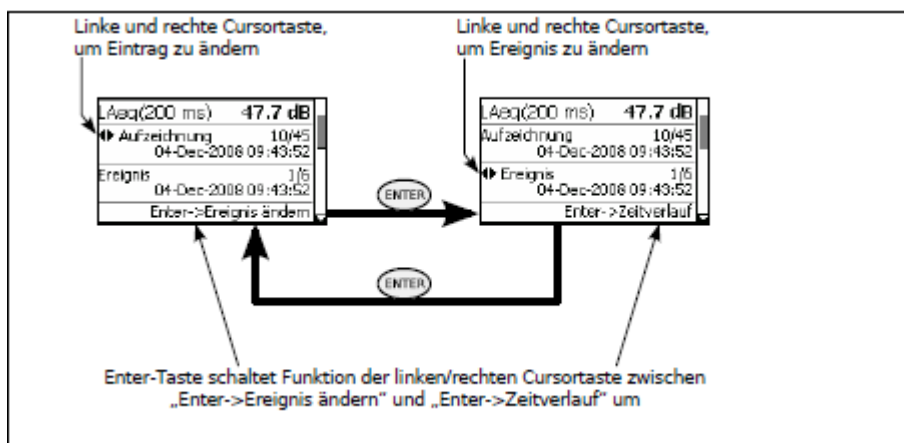 Linke und rechte Cursortaste,
um Eintrag zu ändern
Linke und rechte Cursortaste,
um Ereignis zu ändern
LAeq(200 ms) 47.7 dB
Aufzeichnung 10/45
04-Dec-2008 09:43:52
Ereignis 1/6
04-Dec-2008 09:43:52
Enter->Ereignis ändern
ENTER
LAeq(200 ms) 47.7 dB
Aufzeichnung 10/45
04-Dec-2008 09:43:52
Ereignis 1/6
04-Dec-2008 09:43:52
Enter->Zeitverlauf
ENTER
Enter-Taste schaltet Funktion der linken/rechten Cursortaste zwischen
„Enter->Ereignis ändern“ und „Enter->Zeitverlauf“ um